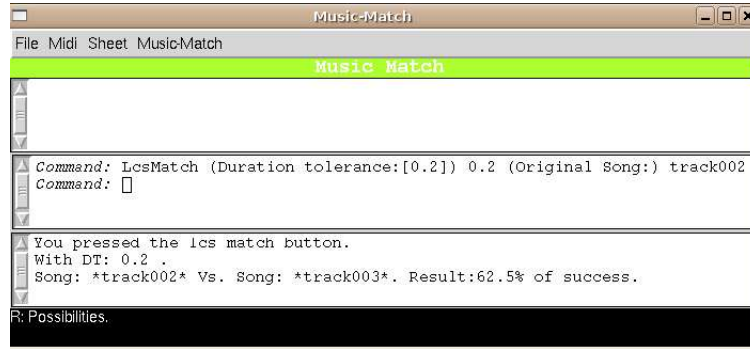 Music-Match
File Midi Sheet Music-Match
Music Match
Command: LcsMatch (Duration tolerance:[0.2]) 0.2 (Original Song:) track002
Command:
You pressed the lcs match button.
With DT: 0.2 .
Song: *track002* Vs. Song: *track003*. Result:62.5% of success.
R: Possibilities.